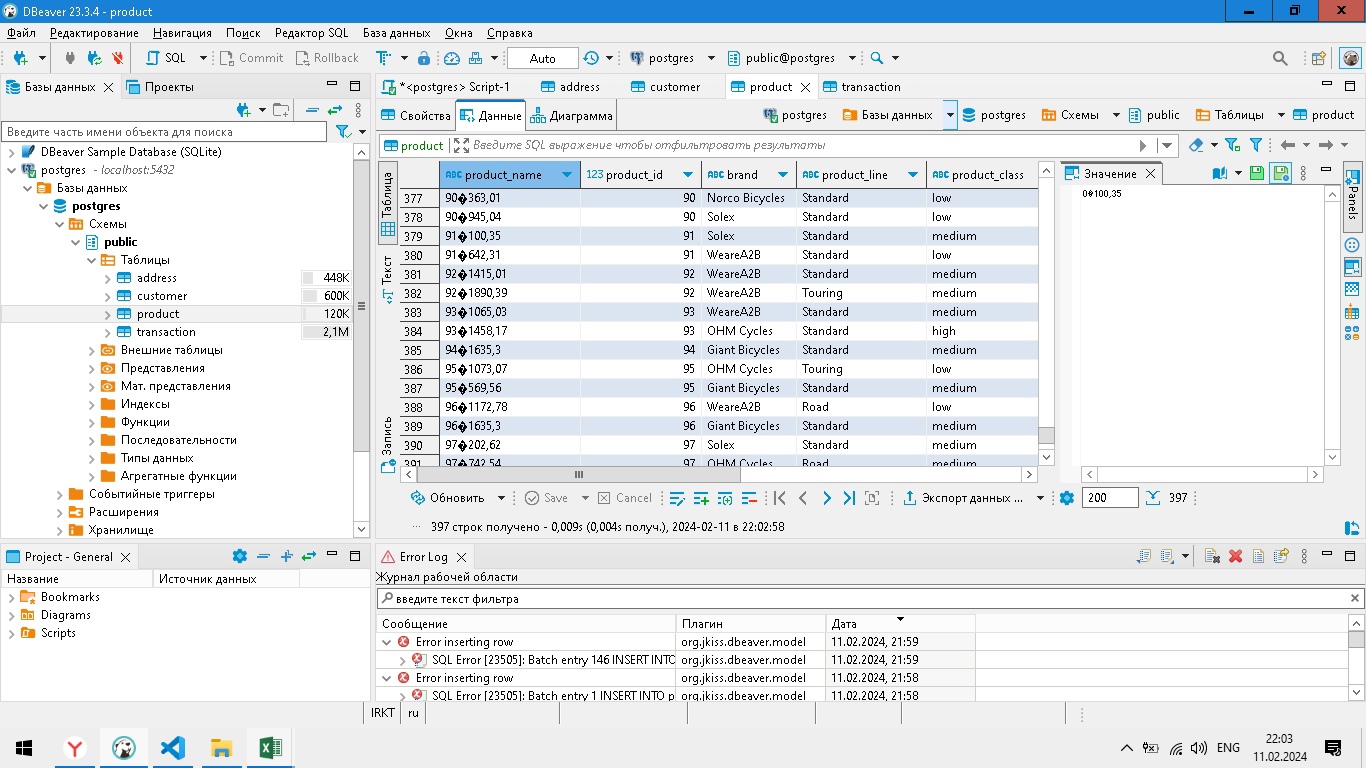 DBeaver 23.3.4 - product
Файл Редактирование Навигация Поиск Редактор SQL База данных Окна Справка
SQL Commit Rollback Auto postgres public@postgres
Базы данных Проекты
*<postgres> Script-1 address customer product transaction
Введите часть имени объекта для поиска
DBeaver Sample Database (SQLite)
postgres - localhost:5432
Базы данных
postgres
Схемы
public
Таблицы
address 448K
customer 600K
product 120K
transaction 2,1M
Внешние таблицы
Представления
Мат. представления
Индексы
Функции
Последовательности
Типы данных
Агрегатные функции
Событийные триггеры
Расширения
Хранилище
Свойства Данные Диаграмма postgres Базы данных postgres Схемы public Таблицы product
product Введите SQL выражение чтобы отфильтровать результаты
Таблица
Текст
Запись
ABC product_name 123 product_id ABC brand ABC product_line ABC product_class
377 90�363,01 90 Norco Bicycles Standard low
378 90�945,04 90 Solex Standard low
379 91�100,35 91 Solex Standard medium
380 91�642,31 91 WeareA2B Standard low
381 92�1415,01 92 WeareA2B Standard medium
382 92�1890,39 92 WeareA2B Touring medium
383 93�1065,03 93 WeareA2B Standard medium
384 93�1458,17 93 OHM Cycles Standard high
385 94�1635,3 94 Giant Bicycles Standard medium
386 95�1073,07 95 OHM Cycles Touring low
387 95�569,56 95 Giant Bicycles Standard medium
388 96�1172,78 96 WeareA2B Road low
389 96�1635,3 96 Giant Bicycles Standard medium
390 97�202,62 97 Solex Standard medium
391 97�742,54 97 OHM Cycles Road medium
Значение
0�100,35
Panels
Обновить Save Cancel Экспорт данных ... 200 397
397 строк получено - 0,009s (0,004s получ.), 2024-02-11 в 22:02:58
Project - General
Название Источник данных
Bookmarks
Diagrams
Scripts
Error Log
Журнал рабочей области
введите текст фильтра
Сообщение Плагин Дата
Error inserting row org.jkiss.dbeaver.model 11.02.2024, 21:59
SQL Error [23505]: Batch entry 146 INSERT INTO org.jkiss.dbeaver.model 11.02.2024, 21:59
Error inserting row org.jkiss.dbeaver.model 11.02.2024, 21:58
SQL Error [23505]: Batch entry 1 INSERT INTO p org.jkiss.dbeaver.model 11.02.2024, 21:58
IRKT ru
ENG
22:03
11.02.2024